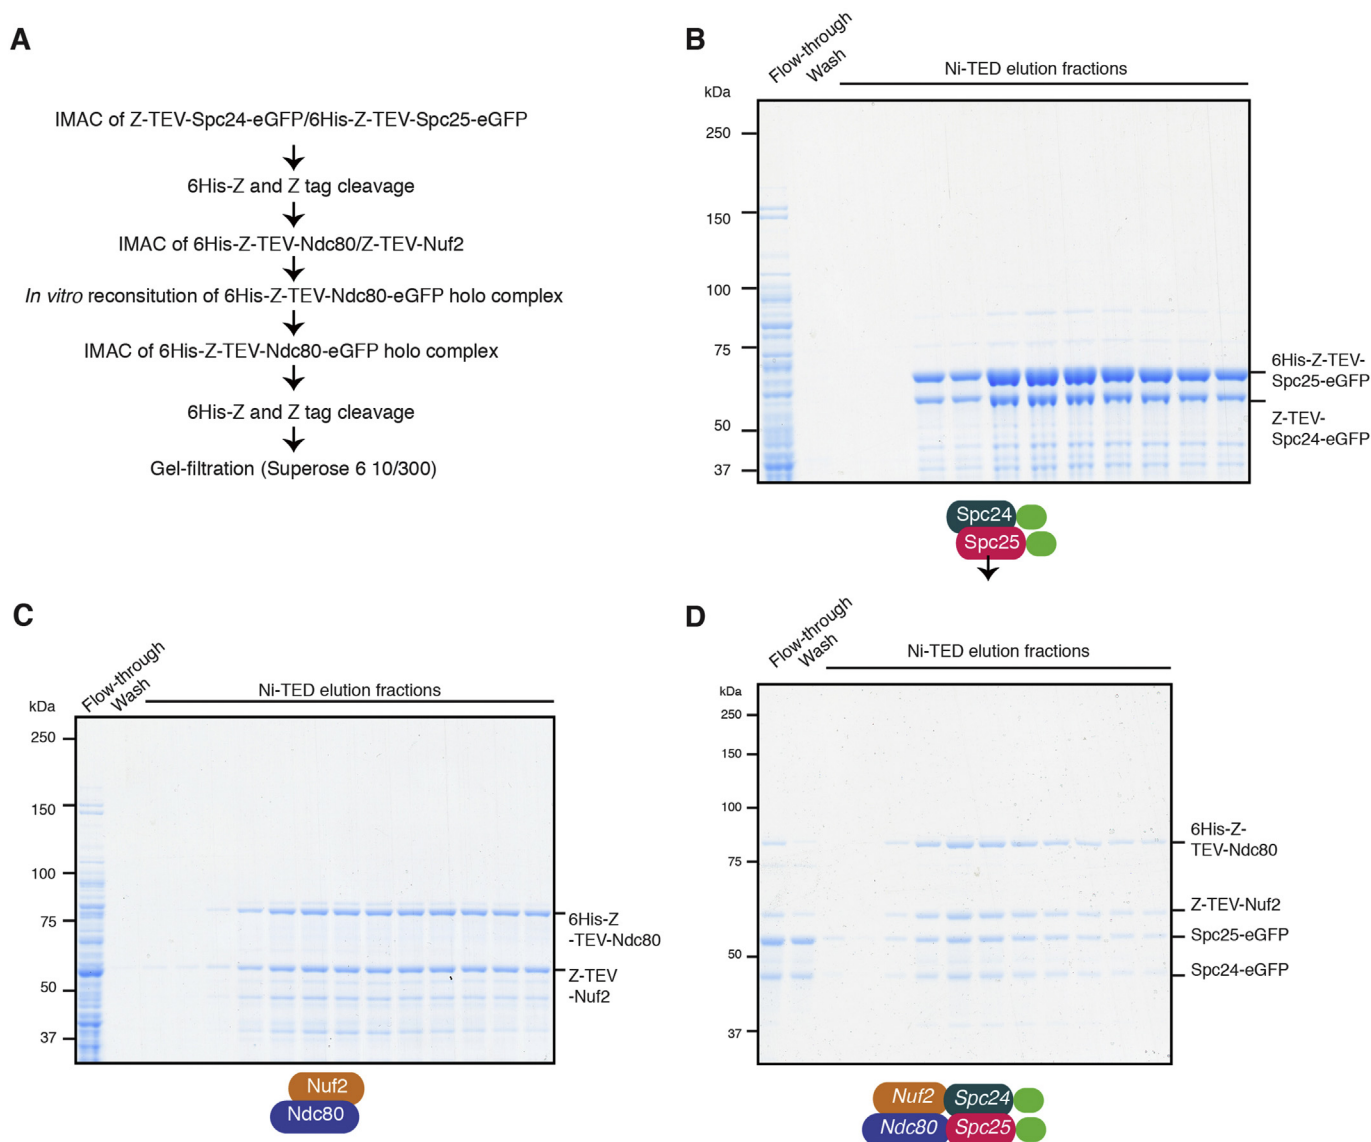 A
IMAC of Z-TEV-Spc24-eGFP/6His-Z-TEV-Spc25-eGFP
6His-Z and Z tag cleavage
IMAC of 6His-Z-TEV-Ndc80/Z-TEV-Nuf2
In vitro reconsitution of 6His-Z-TEV-Ndc80-eGFP holo complex
IMAC of 6His-Z-TEV-Ndc80-eGFP holo complex
6His-Z and Z tag cleavage
Gel-filtration (Superose 6 10/300)
B
Flow-through
Wash
Ni-TED elution fractions
kDa
250
150
100
75
50
37
6His-Z-TEV-
Spc25-eGFP
Z-TEV-
Spc24-eGFP
Spc24
Spc25
C
Flow-through
Wash
Ni-TED elution fractions
kDa
250
150
100
75
50
37
6His-Z
-TEV-Ndc80
Z-TEV
-Nuf2
Nuf2
Ndc80
D
Flow-through
Wash
Ni-TED elution fractions
kDa
250
150
100
75
50
37
6His-Z-
TEV-Ndc80
Z-TEV-Nuf2
Spc25-eGFP
Spc24-eGFP
Nuf2
Spc24
Ndc80
Spc25